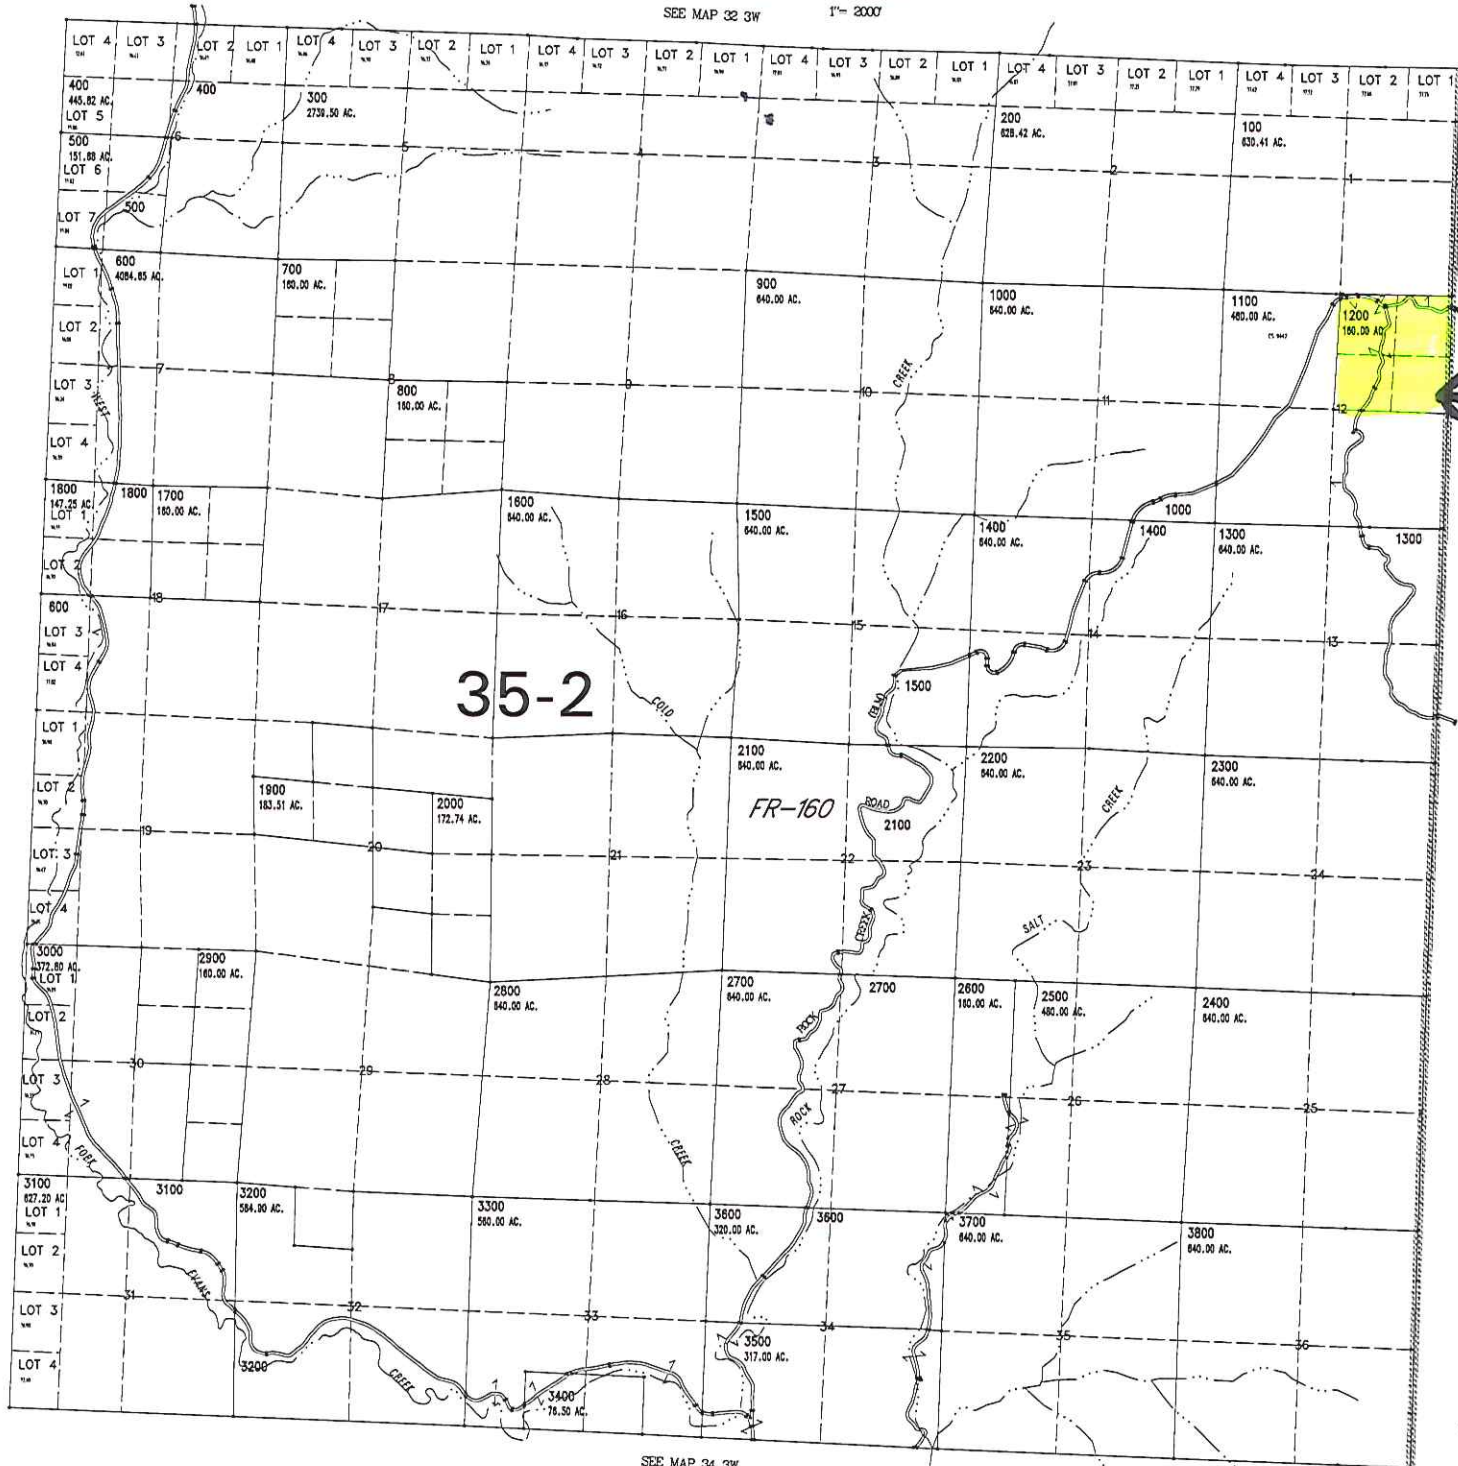 SEE MAP 32 3W 1"= 2000'
LOT 4 LOT 3 LOT 2 LOT 1 LOT 4 LOT 3 LOT 2 LOT 1 LOT 4 LOT 3 LOT 2 LOT 1 LOT 4 LOT 3 LOT 2 LOT 1 LOT 4 LOT 3 LOT 2 LOT 1 LOT 4 LOT 3 LOT 2 LOT 1
400 400 300 200 100
445.82 AC. 2739.50 AC. 628.42 AC. 630.41 AC.
LOT 5
500 6 5 4 3 2 1
151.88 AC.
LOT 6
500
LOT 7
600 700 900 1000 1100 1200
4084.65 AC. 160.00 AC. 640.00 AC. 640.00 AC. 480.00 AC. 160.00 AC
LOT 1
LOT 2
7 8 9 10 11 12
LOT 3 800
WEST 160.00 AC. CREEK
LOT 4
1800 1800 1700 1600 1500 1400 1000 1400 1300 1300
147.25 AC. 160.00 AC. 640.00 AC. 640.00 AC. 640.00 AC. 640.00 AC.
LOT 1
LOT 2
600 18 17 16 15 14 13
LOT 3
LOT 4
35-2
1500
COLD (BLM)
LOT 1
2100 2200 2300
640.00 AC. 640.00 AC. 640.00 AC.
LOT 2 1900 2000
183.51 AC. 172.74 AC.
FR-160 ROAD CREEK
2100
19 20 21 22 23 24
LOT 3
LOT 4 CREEK SALT
3000 2900 2800 2700 2700 2600 2500 2400
372.80 AC. 160.00 AC. 640.00 AC. 640.00 AC. 160.00 AC. 480.00 AC. 640.00 AC.
LOT 1
LOT 2 ROCK
30 29 28 27 26 25
LOT 3
ROCK
LOT 4 FORK CREEK
3100 3100 3200 3300 3600 3600 3700 3800
627.20 AC 584.00 AC. 560.00 AC. 320.00 AC. 640.00 AC. 640.00 AC.
LOT 1
LOT 2
EVANS
31 32 33 34 35 36
LOT 3
3500
317.00 AC.
LOT 4 3200 CREEK
3400
76.50 AC.
SEE MAP 34 3W